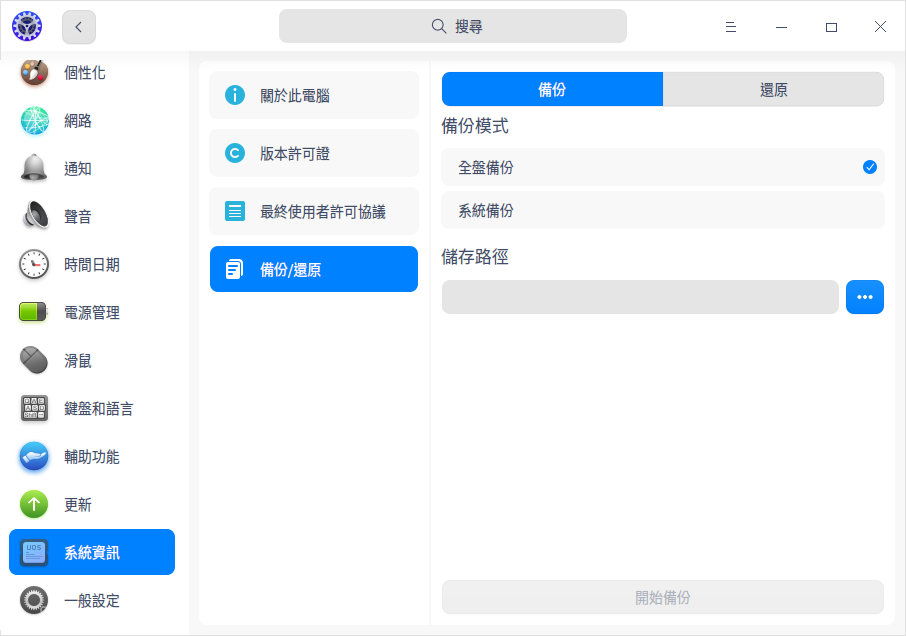 搜尋
個性化
網路
通知
聲音
時間日期
電源管理
滑鼠
鍵盤和語言
輔助功能
更新
UOS
系統資訊
一般設定
關於此電腦
版本許可證
最終使用者許可協議
備份/還原
備份
還原
備份模式
全盤備份
系統備份
儲存路徑
開始備份